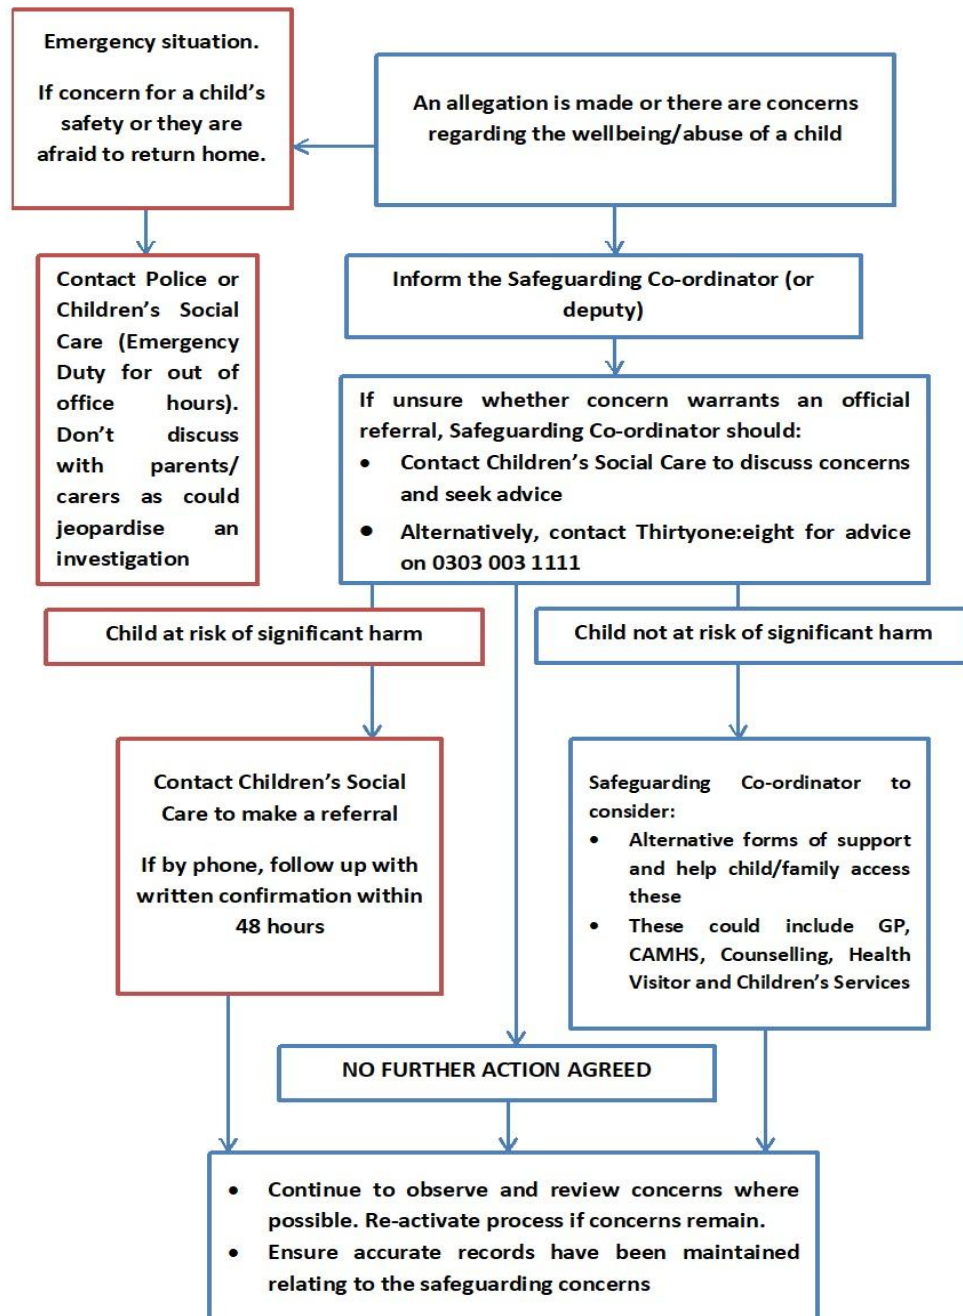 Emergency situation.
If concern for a child's
safety or they are
afraid to return home.
An allegation is made or there are concerns
regarding the wellbeing/abuse of a child
Contact Police or
Children's Social
Care (Emergency
Duty for out of
office hours).
Don't discuss
with parents/
carers as could
jeopardise an
investigation
Inform the Safeguarding Co-ordinator (or
deputy)
If unsure whether concern warrants an official
referral, Safeguarding Co-ordinator should:
• Contact Children's Social Care to discuss concerns
and seek advice
• Alternatively, contact Thirtyone:eight for advice
on 0303 003 1111
Child at risk of significant harm
Child not at risk of significant harm
Contact Children's Social
Care to make a referral
If by phone, follow up with
written confirmation within
48 hours
Safeguarding Co-ordinator to
consider:
• Alternative forms of support
and help child/family access
these
• These could include GP,
CAMHS, Counselling, Health
Visitor and Children's Services
NO FURTHER ACTION AGREED
• Continue to observe and review concerns where
possible. Re-activate process if concerns remain.
• Ensure accurate records have been maintained
relating to the safeguarding concerns